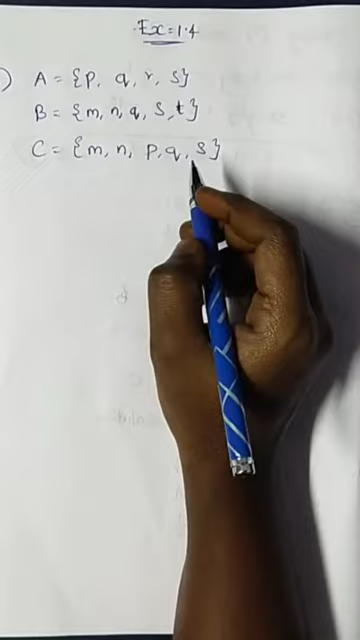 Ex=1.4
) A = {p, q, r, s}
B = {m, n, q, s, t}
C = {m, n, p, q, s}